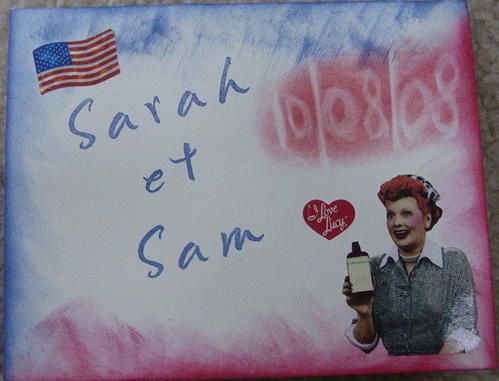 Sarah
et
Sam
10 | 08 | 08
"I Love
Lucy"